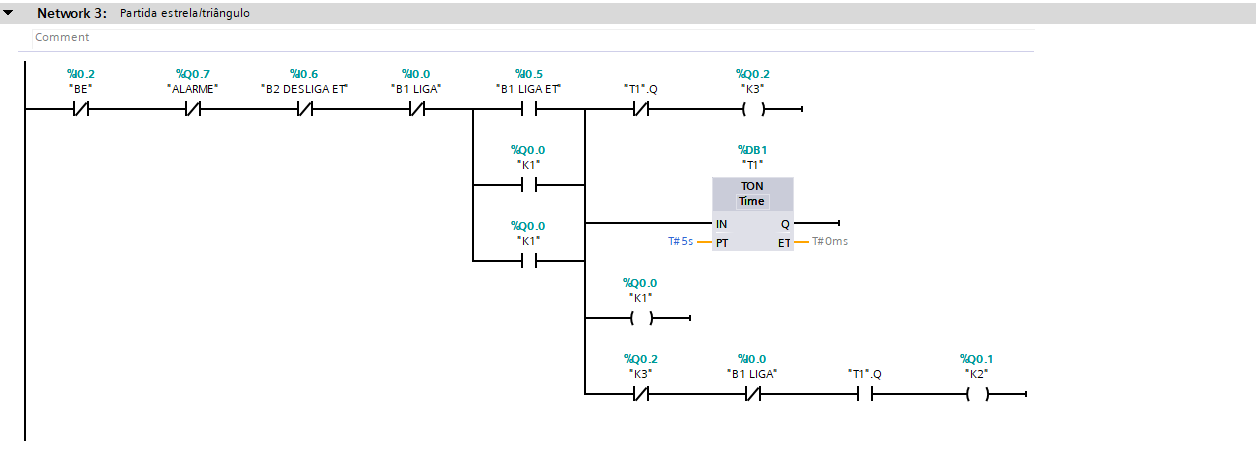 Network 3: Partida estrela/triângulo
Comment
%I0.2 %Q0.7 %I0.6 %I0.0 %I0.5 %Q0.2
"BE" "ALARME" "B2 DESLIGA ET" "B1 LIGA" "B1 LIGA ET" "T1".Q "K3"
%Q0.0 %DB1
"K1" "T1"
TON
Time
%Q0.0
"K1"
IN Q
T#5s PT ET T#0ms
%Q0.0
"K1"
%Q0.2 %I0.0 %Q0.1
"K3" "B1 LIGA" "T1".Q "K2"